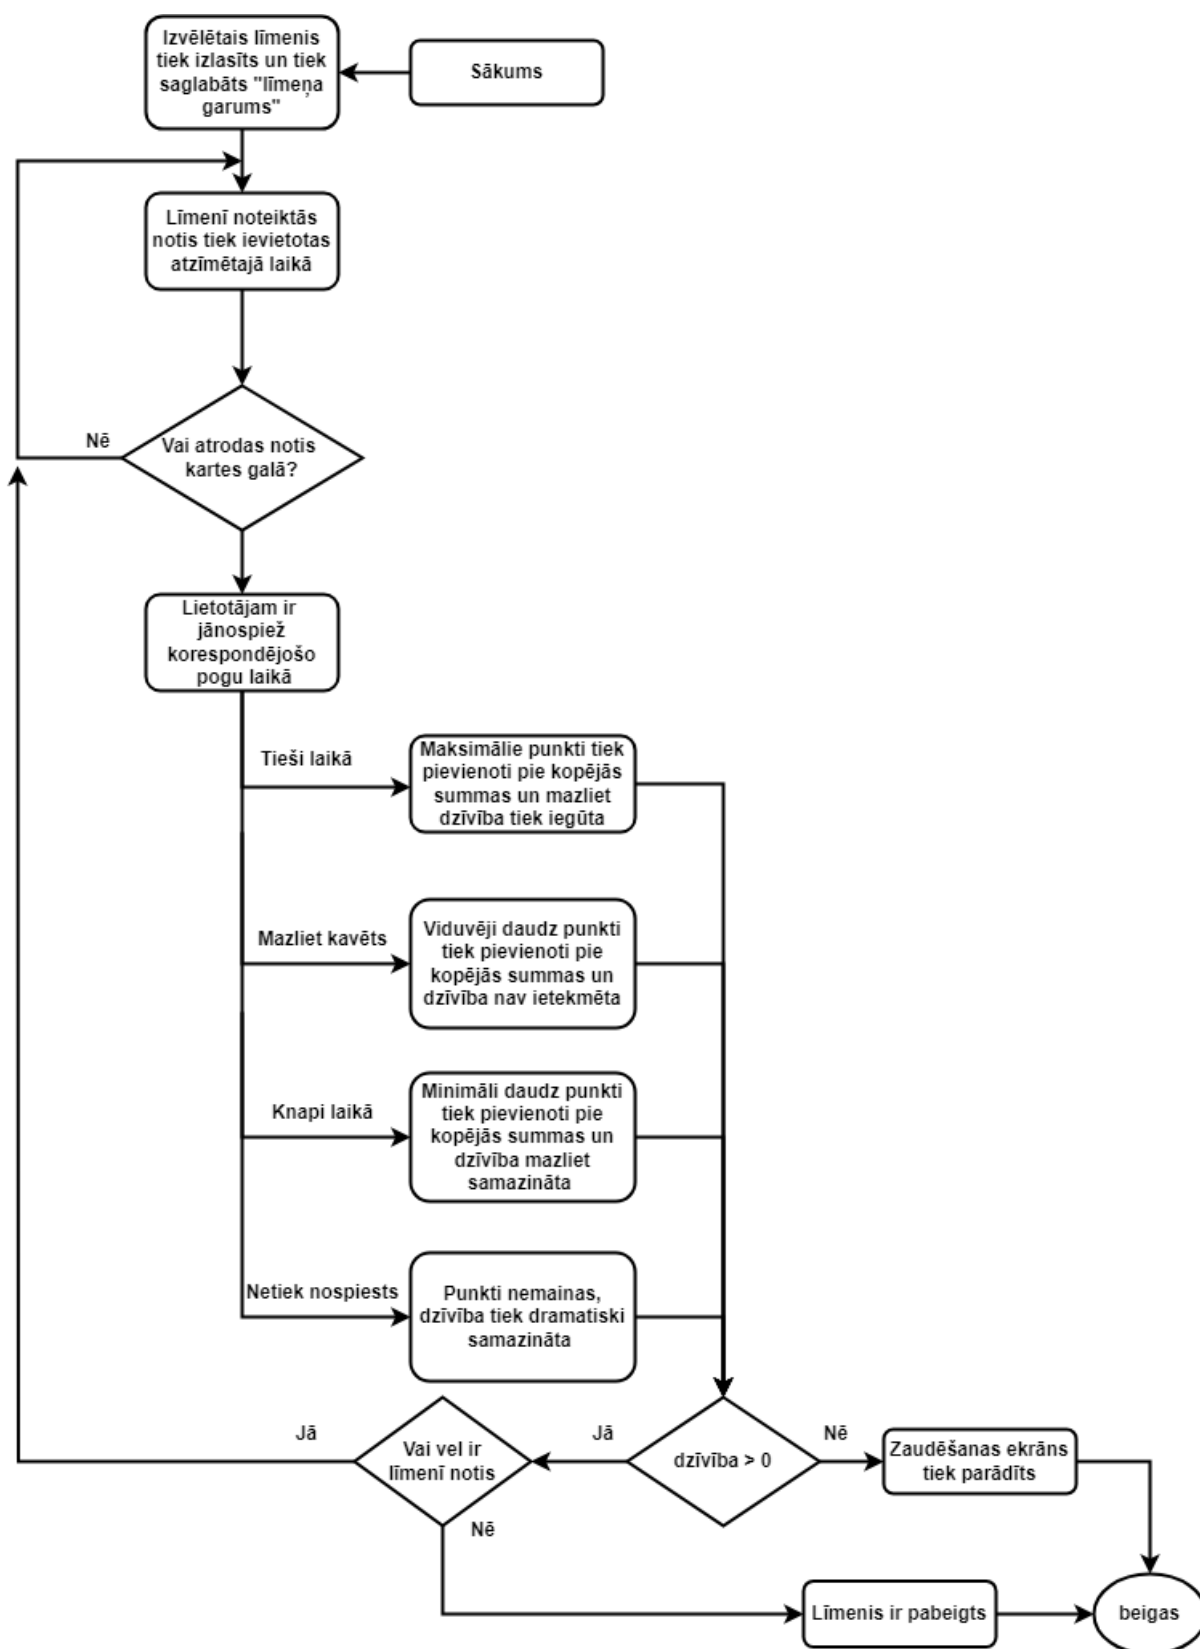 Izvēlētais līmenis
tiek izlasīts un tiek
saglabāts "līmeņa
garums"
Sākums
Līmenī noteiktās
notis tiek ievietotas
atzīmētajā laikā
Nē
Vai atrodas notis
kartes galā?
Lietotājam ir
jānospiež
korespondējošo
pogu laikā
Tieši laikā
Maksimālie punkti tiek
pievienoti pie kopējās
summas un mazliet
dzīvība tiek iegūta
Mazliet kavēts
Viduvēji daudz punkti
tiek pievienoti pie
kopējās summas un
dzīvība nav ietekmēta
Knapi laikā
Minimāli daudz punkti
tiek pievienoti pie
kopējās summas un
dzīvība mazliet
samazināta
Netiek nospiests
Punkti nemainas,
dzīvība tiek dramatiski
samazināta
Jā
Vai vel ir
līmenī notis
Jā
dzīvība > 0
Nē
Zaudēšanas ekrāns
tiek parādīts
Nē
Līmenis ir pabeigts
beigas